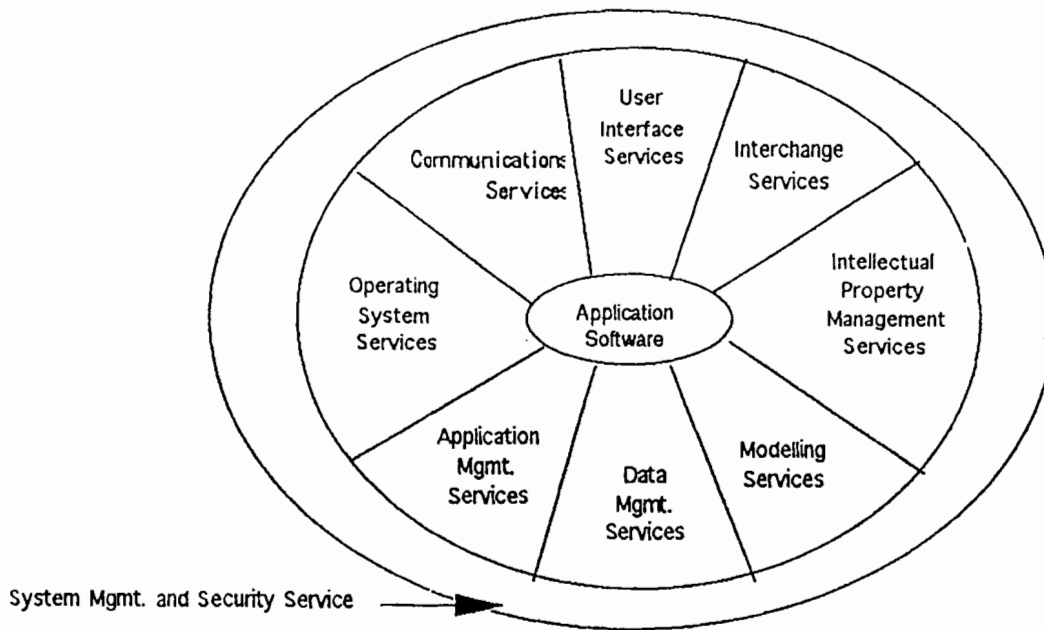 User
Interface
Services
Communications
Services
Interchange
Services
Operating
System
Services
Intellectual
Property
Management
Services
Application
Software
Application
Mgmt.
Services
Data
Mgmt.
Services
Modelling
Services
System Mgmt. and Security Service